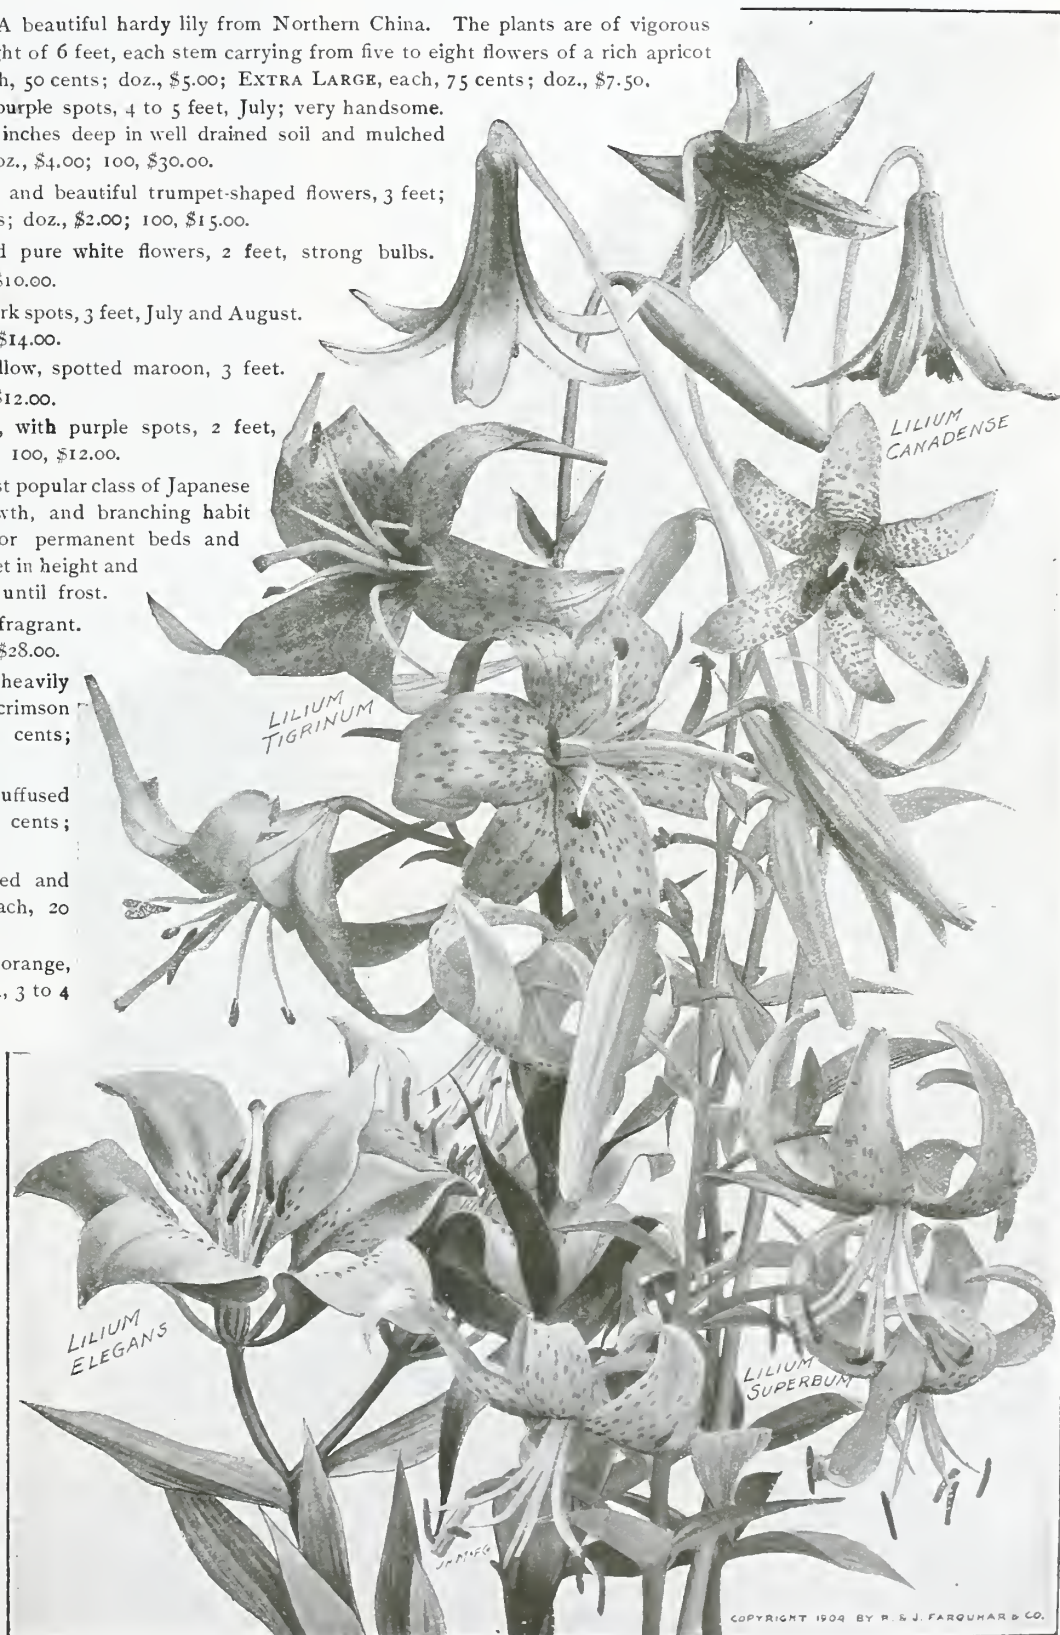 A beautiful hardy lily from Northern China. The plants are of vigorous
ght of 6 feet, each stem carrying from five to eight flowers of a rich apricot
h, 50 cents; doz., $5.00; EXTRA LARGE, each, 75 cents; doz., $7.50.
purple spots, 4 to 5 feet, July; very handsome.
inches deep in well drained soil and mulched
oz., $4.00; 100, $30.00.
and beautiful trumpet-shaped flowers, 3 feet;
s; doz., $2.00; 100, $15.00.
d pure white flowers, 2 feet, strong bulbs.
$10.00.
rk spots, 3 feet, July and August.
$14.00.
llow, spotted maroon, 3 feet.
$12.00.
, with purple spots, 2 feet,
100, $12.00.
st popular class of Japanese
wth, and branching habit
or permanent beds and
et in height and
until frost.
fragrant.
$28.00.
heavily
crimson
cents;
uffused
cents;
ed and
ach, 20
orange,
., 3 to 4
LILIUM
CANADENSE
LILIUM
TIGRINUM
LILIUM
ELEGANS
LILIUM
SUPERBUM
COPYRIGHT 1904 BY R. & J. FARQUHAR & CO.